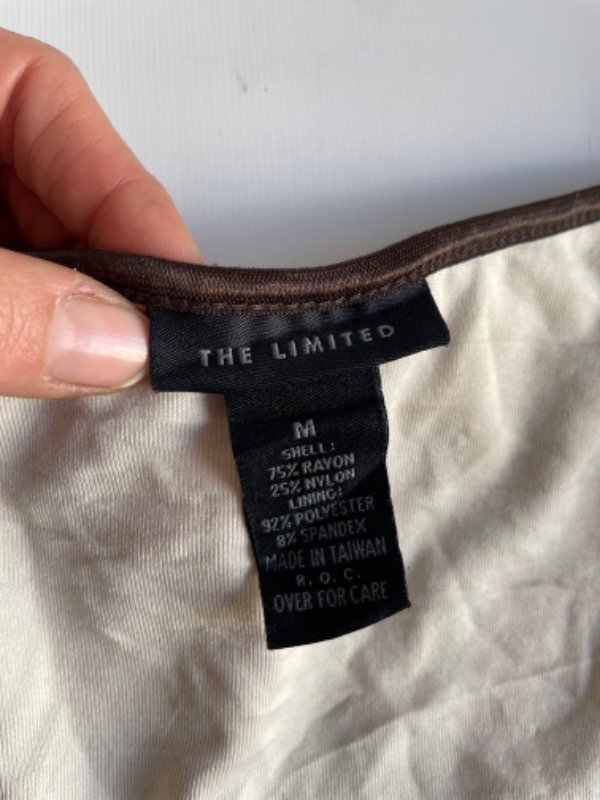 THE LIMITED
M
SHELL:
75% RAYON
25% NYLON
LINING:
92% POLYESTER
8% SPANDEX
MADE IN TAIWAN
R. O. C.
OVER FOR CARE